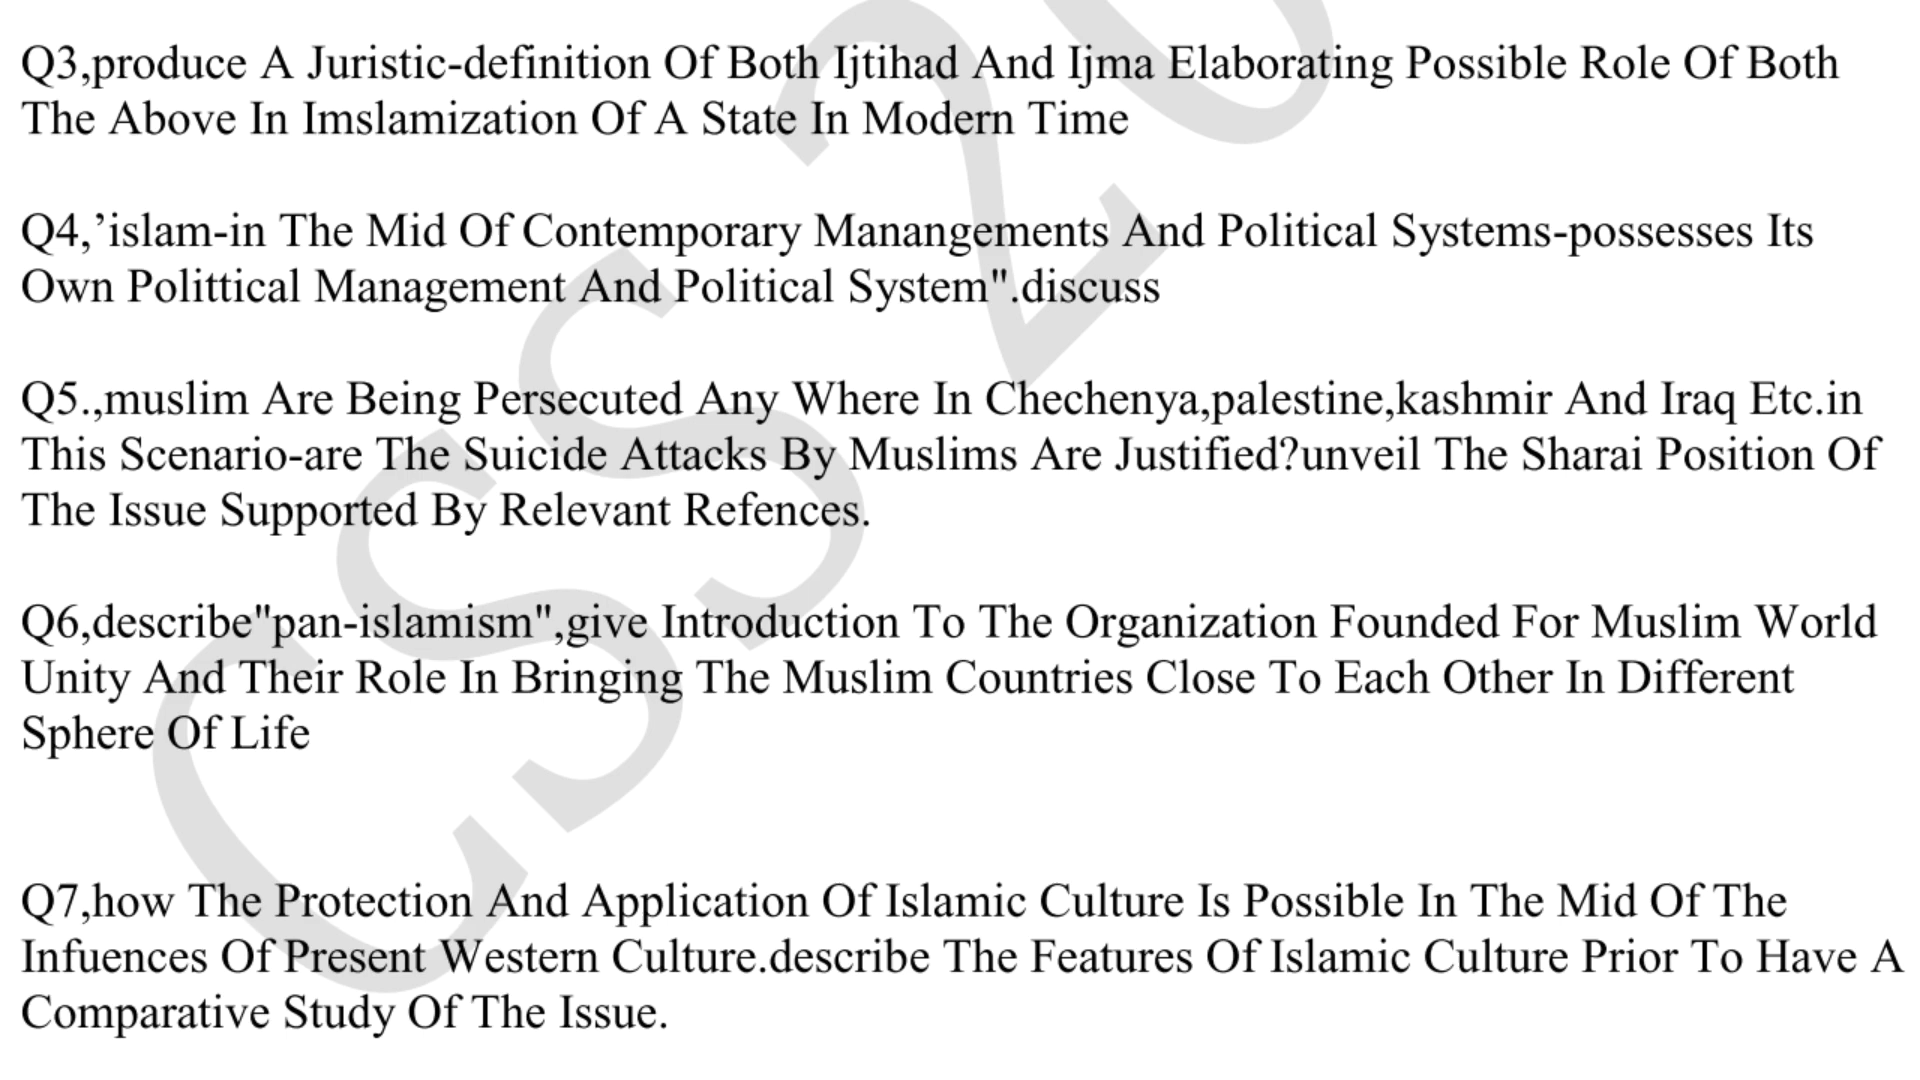 Q3,produce A Juristic-definition Of Both Ijtihad And Ijma Elaborating Possible Role Of Both
The Above In Imslamization Of A State In Modern Time
Q4,’islam-in The Mid Of Contemporary Manangements And Political Systems-possesses Its
Own Polittical Management And Political System".discuss
Q5.,muslim Are Being Persecuted Any Where In Chechenya,palestine,kashmir And Iraq Etc.in
This Scenario-are The Suicide Attacks By Muslims Are Justified?unveil The Sharai Position Of
The Issue Supported By Relevant Refences.
Q6,describe"pan-islamism",give Introduction To The Organization Founded For Muslim World
Unity And Their Role In Bringing The Muslim Countries Close To Each Other In Different
Sphere Of Life
Q7,how The Protection And Application Of Islamic Culture Is Possible In The Mid Of The
Infuences Of Present Western Culture.describe The Features Of Islamic Culture Prior To Have A
Comparative Study Of The Issue.
CSS 20